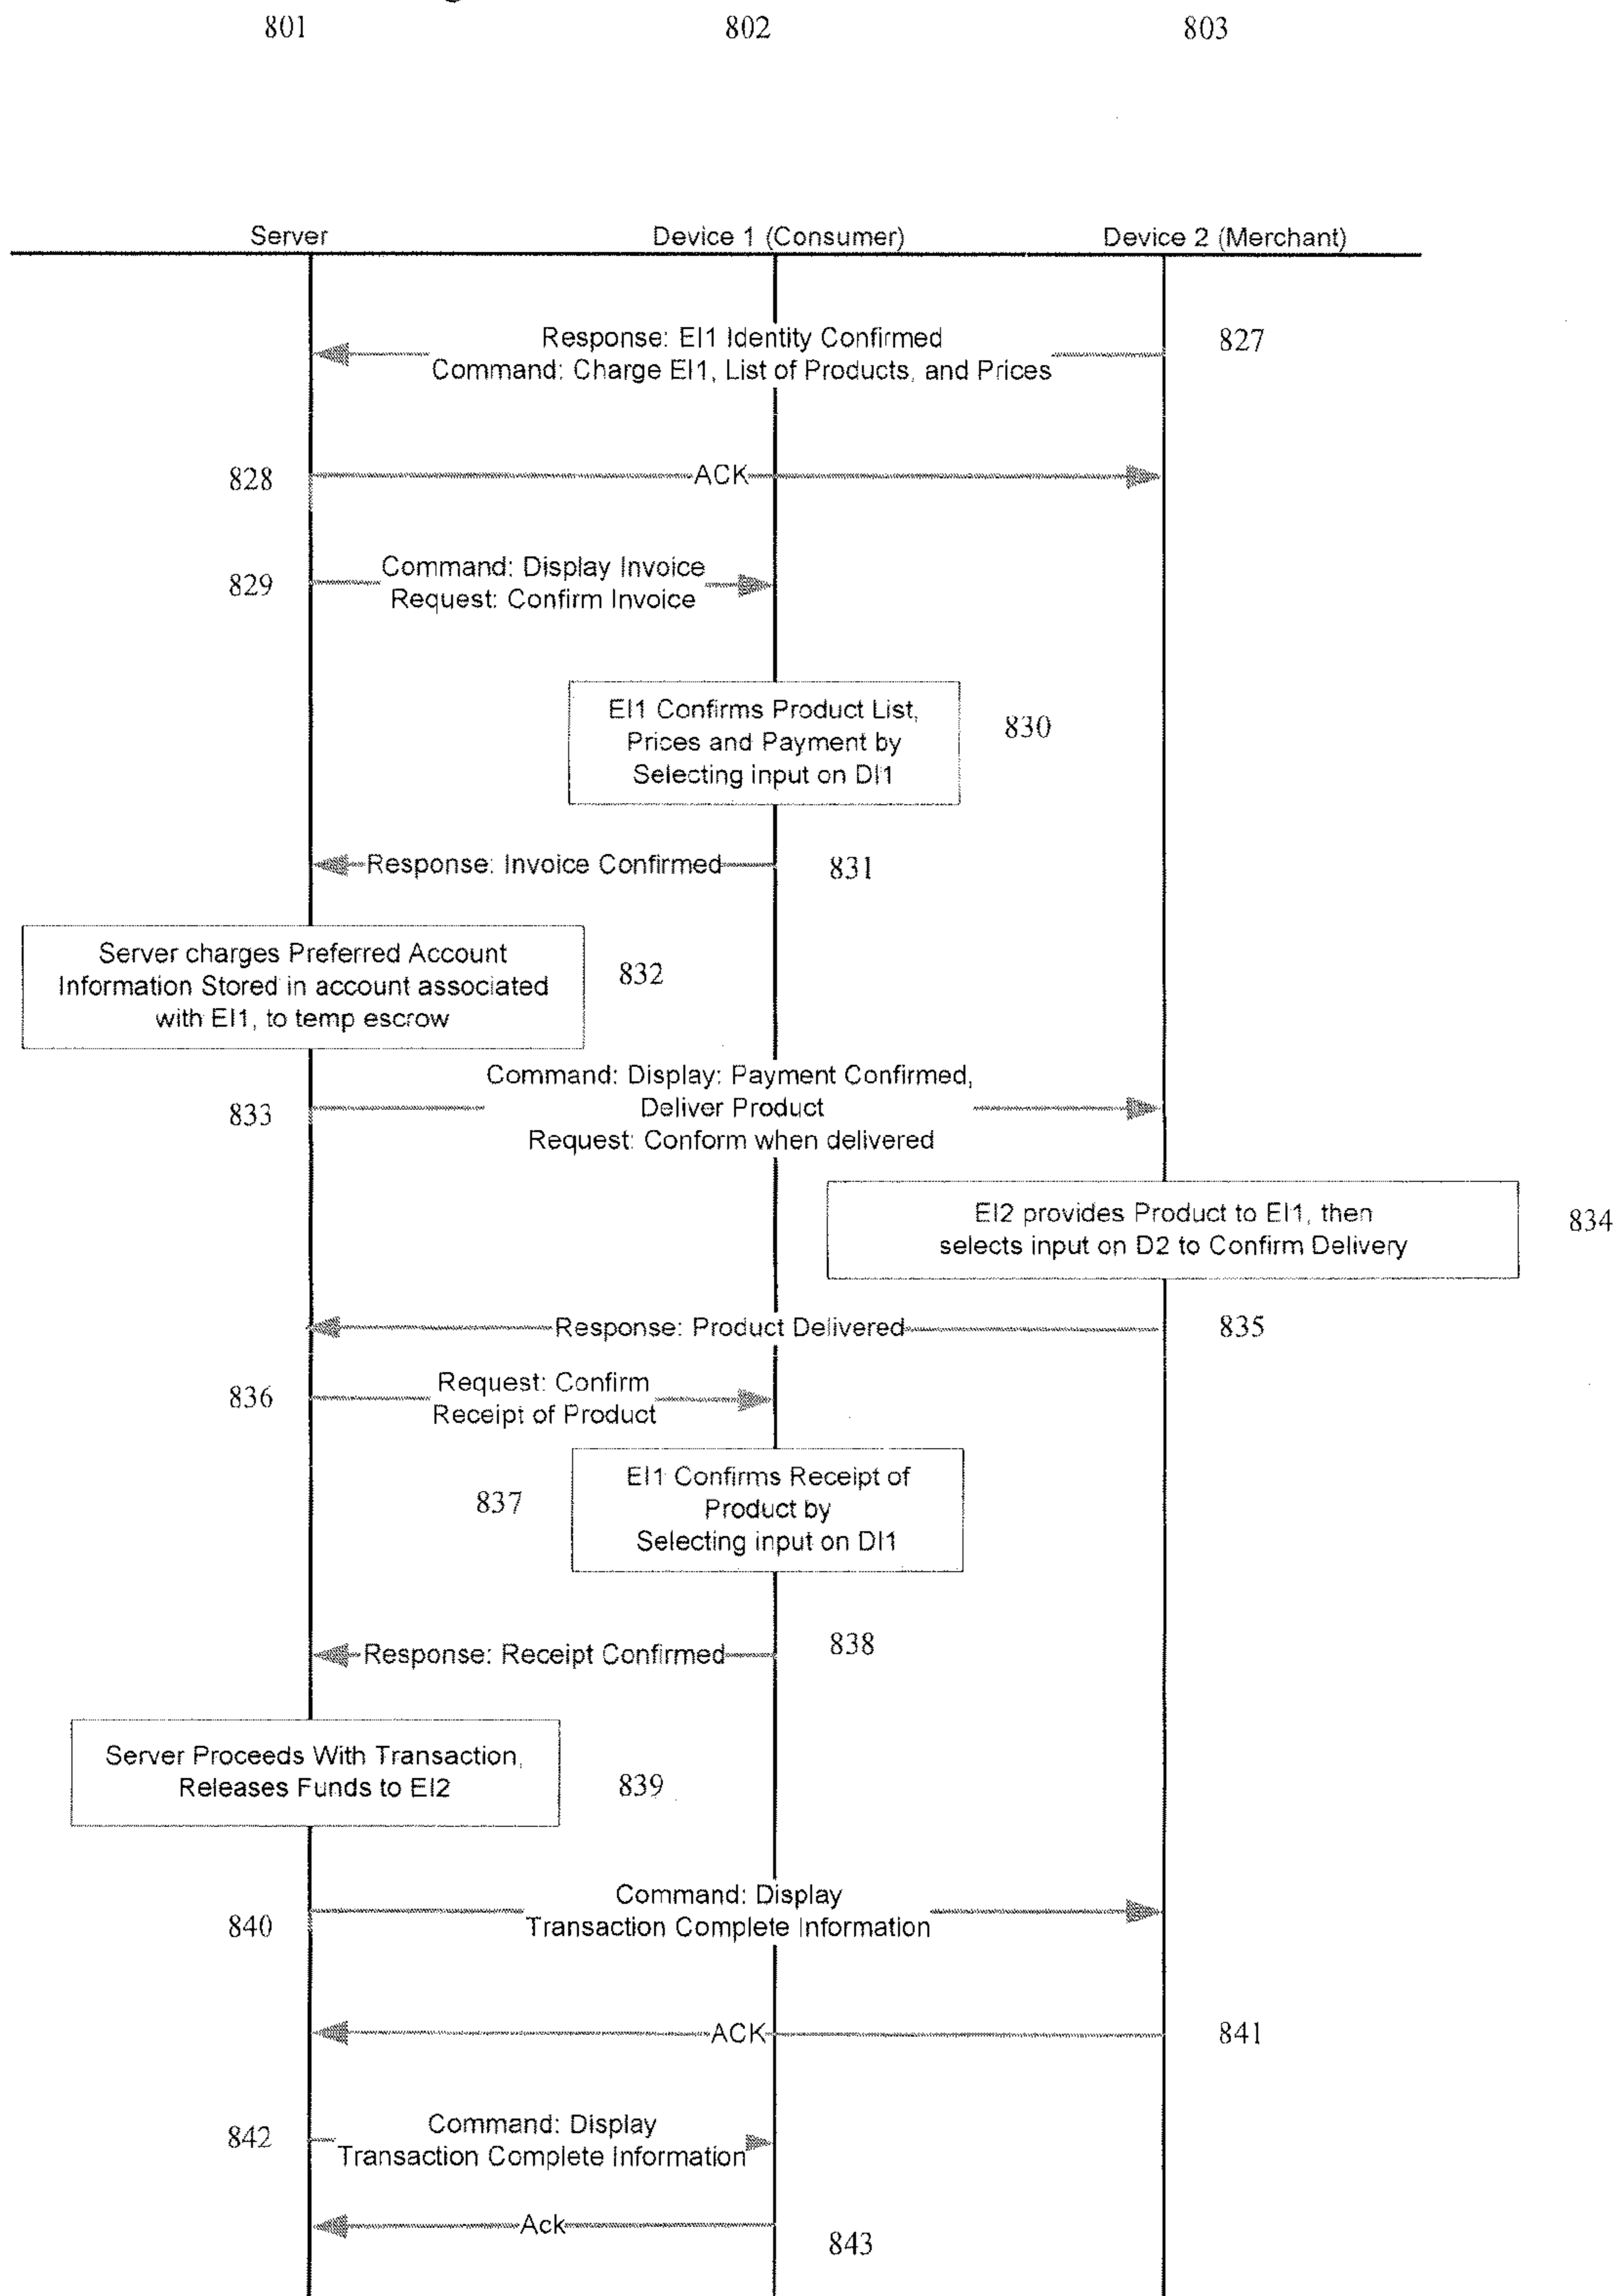 801 802 803
Server Device 1 (Consumer) Device 2 (Merchant)
Response: EI1 Identity Confirmed
Command: Charge EI1, List of Products, and Prices
827
828
ACK
829
Command: Display Invoice
Request: Confirm Invoice
EI1 Confirms Product List,
Prices and Payment by
Selecting input on DI1
830
Response: Invoice Confirmed
831
Server charges Preferred Account
Information Stored in account associated
with EI1, to temp escrow
832
833
Command: Display: Payment Confirmed,
Deliver Product
Request: Conform when delivered
EI2 provides Product to EI1, then
selects input on D2 to Confirm Delivery
834
Response: Product Delivered
835
836
Request: Confirm
Receipt of Product
837
EI1 Confirms Receipt of
Product by
Selecting input on DI1
Response: Receipt Confirmed
838
Server Proceeds With Transaction,
Releases Funds to EI2
839
840
Command: Display
Transaction Complete Information
ACK
841
842
Command: Display
Transaction Complete Information
Ack
843